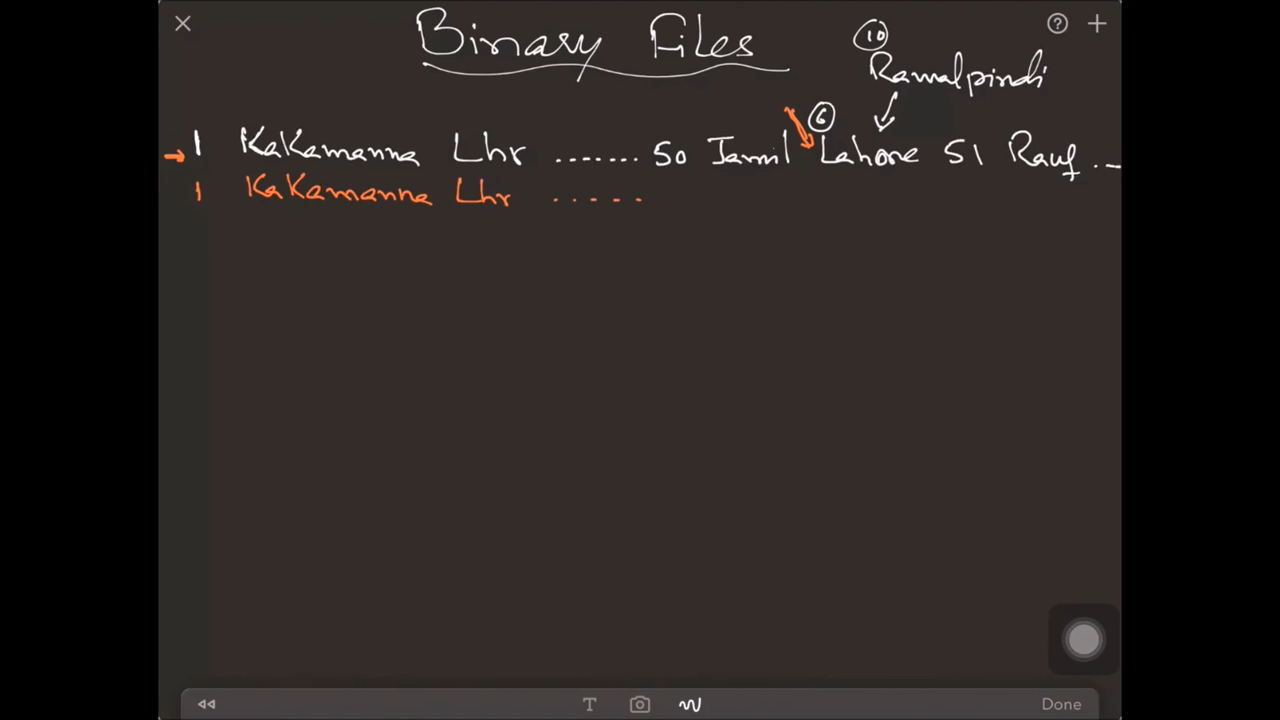 Binary Files
10
Rawalpindi
6
1 Kakamanna Lhr ....... 50 Jamil Lahore 51 Rauf ...
1 Kakamanna Lhr .....
T
Done